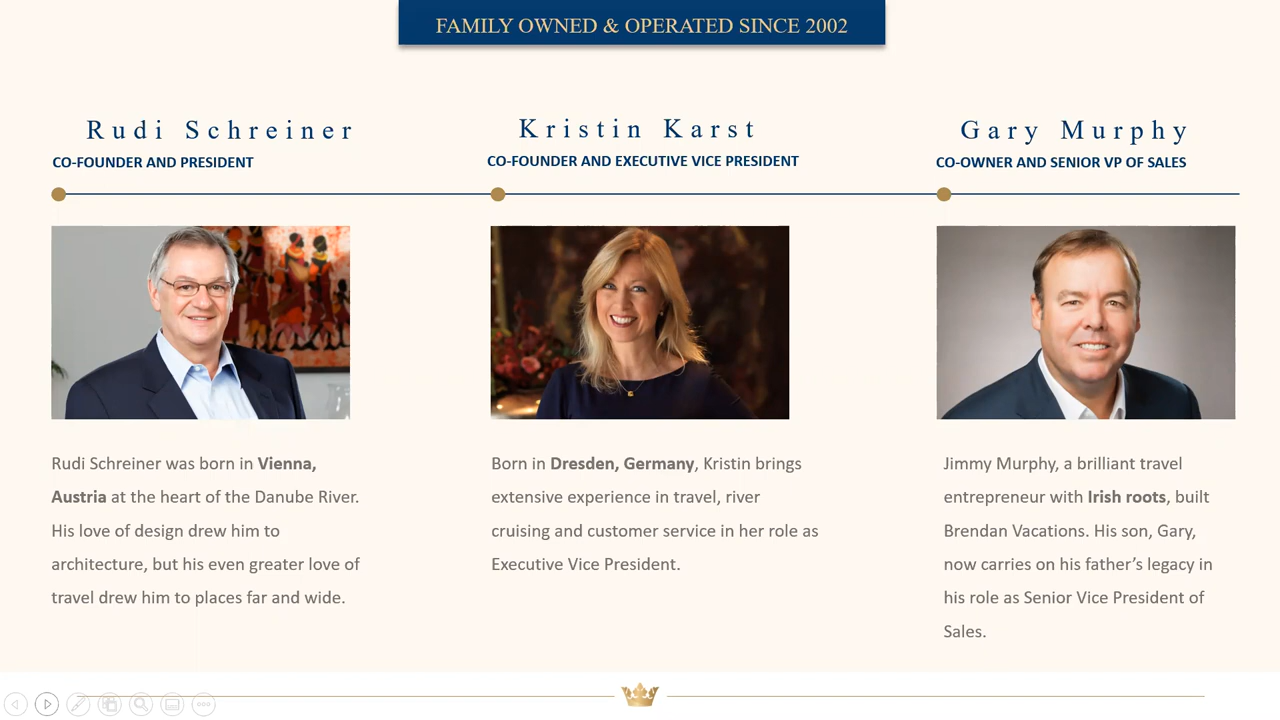 FAMILY OWNED & OPERATED SINCE 2002
Rudi Schreiner
CO-FOUNDER AND PRESIDENT
Rudi Schreiner was born in Vienna,
Austria at the heart of the Danube River.
His love of design drew him to
architecture, but his even greater love of
travel drew him to places far and wide.
Kristin Karst
CO-FOUNDER AND EXECUTIVE VICE PRESIDENT
Born in Dresden, Germany, Kristin brings
extensive experience in travel, river
cruising and customer service in her role as
Executive Vice President.
Gary Murphy
CO-OWNER AND SENIOR VP OF SALES
Jimmy Murphy, a brilliant travel
entrepreneur with Irish roots, built
Brendan Vacations. His son, Gary,
now carries on his father’s legacy in
his role as Senior Vice President of
Sales.